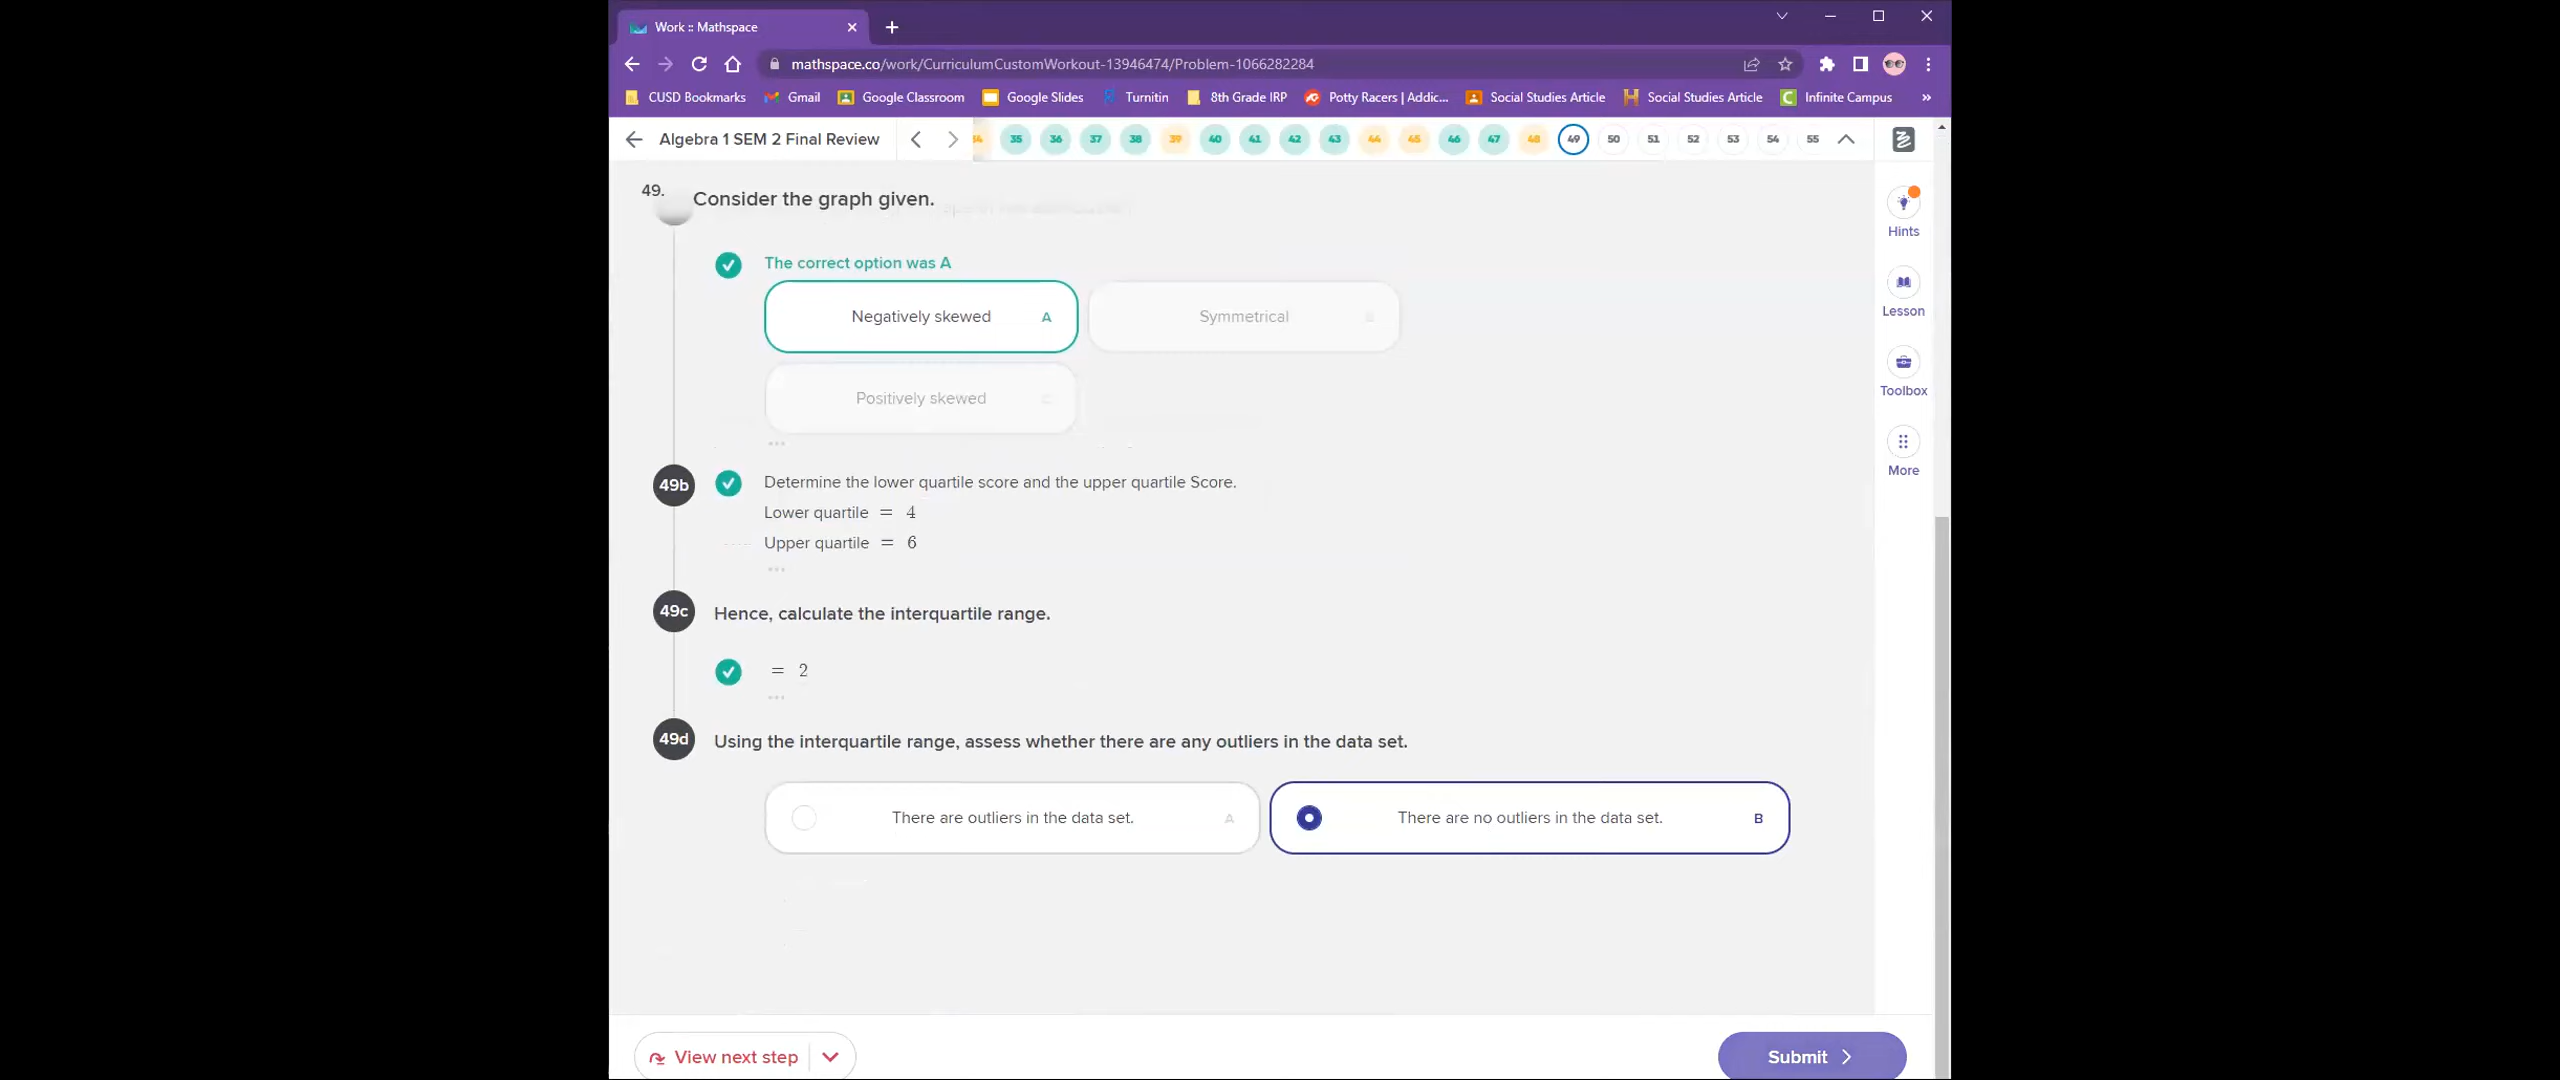 Work :: Mathspace
mathspace.co/work/CurriculumCustomWorkout-13946474/Problem-1066282284
CUSD Bookmarks Gmail Google Classroom Google Slides Turnitin 8th Grade IRP Potty Racers | Addic... Social Studies Article Social Studies Article Infinite Campus »
Algebra 1 SEM 2 Final Review 35 36 37 38 39 40 41 42 43 44 45 46 47 48 49 50 51 52 53 54 55
49. Consider the graph given.
Hints
The correct option was A
Negatively skewed A Symmetrical
Lesson
Positively skewed
Toolbox
More
49b Determine the lower quartile score and the upper quartile Score.
Lower quartile = 4
Upper quartile = 6
49c Hence, calculate the interquartile range.
= 2
49d Using the interquartile range, assess whether there are any outliers in the data set.
There are outliers in the data set. A There are no outliers in the data set. B
View next step Submit